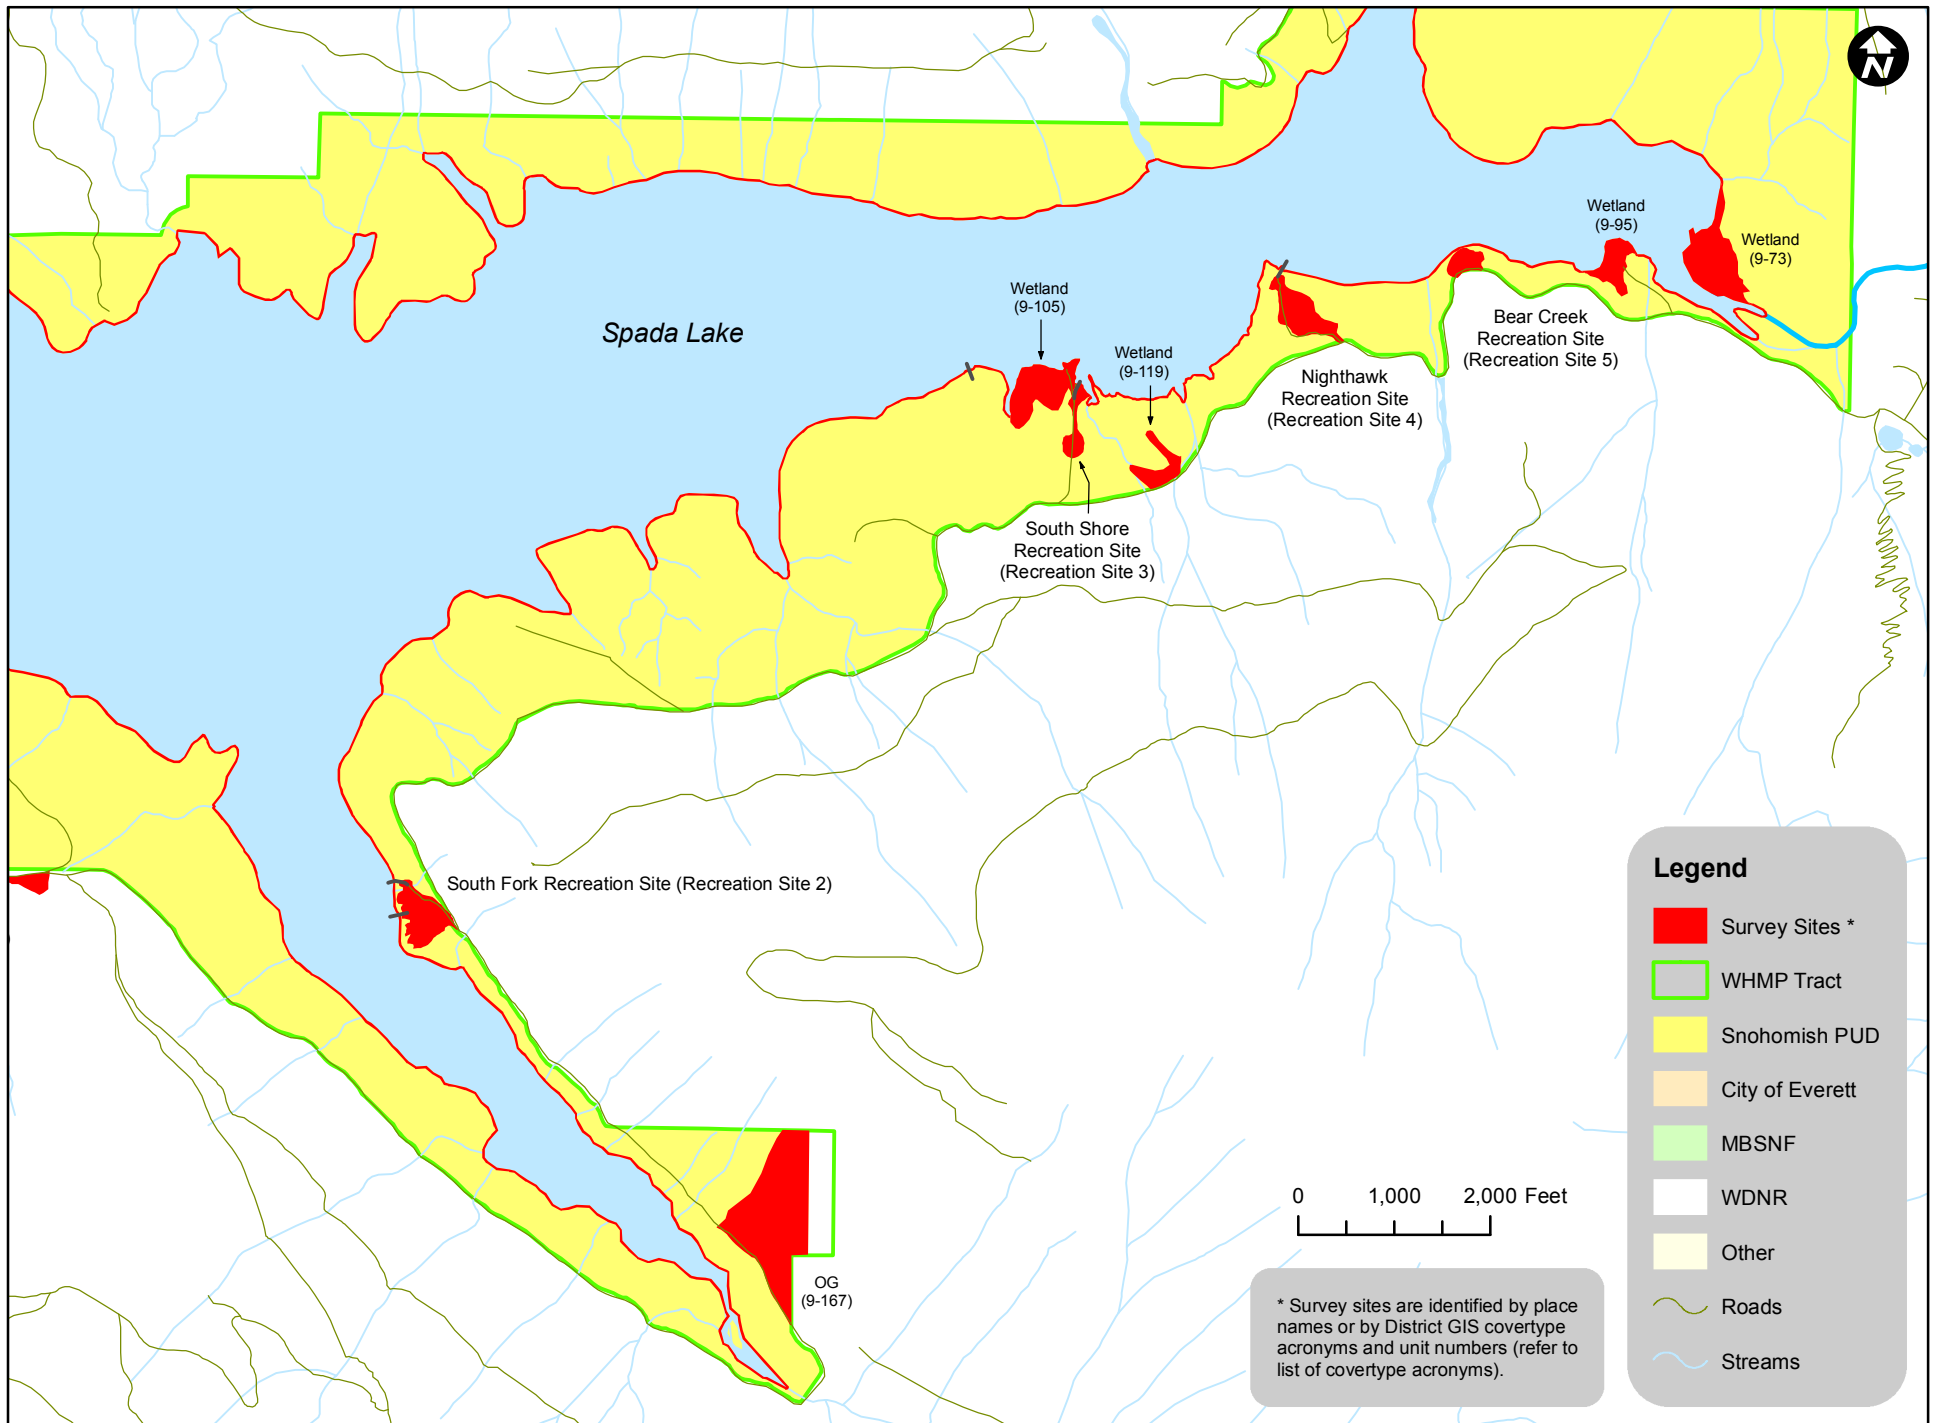 N
Wetland
(9-95)
Wetland
(9-73)
Wetland
(9-105)
Spada Lake
Wetland
(9-119)
Bear Creek
Recreation Site
(Recreation Site 5)
Nighthawk
Recreation Site
(Recreation Site 4)
South Shore
Recreation Site
(Recreation Site 3)
South Fork Recreation Site (Recreation Site 2)
OG
(9-167)
0 1,000 2,000 Feet
* Survey sites are identified by place
names or by District GIS covertype
acronyms and unit numbers (refer to
list of covertype acronyms).
Legend
Survey Sites *
WHMP Tract
Snohomish PUD
City of Everett
MBSNF
WDNR
Other
Roads
Streams